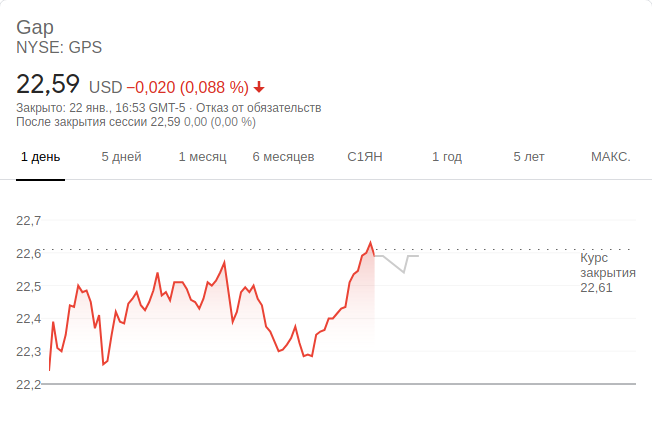 Gap
NYSE: GPS
22,59 USD −0,020 (0,088 %)
Закрыто: 22 янв., 16:53 GMT-5 · Отказ от обязательств
После закрытия сессии 22,59 0,00 (0,00 %)
1 день 5 дней 1 месяц 6 месяцев С1ЯН 1 год 5 лет МАКС.
22,7
22,6
22,5
22,4
22,3
22,2
Курс
закрытия
22,61